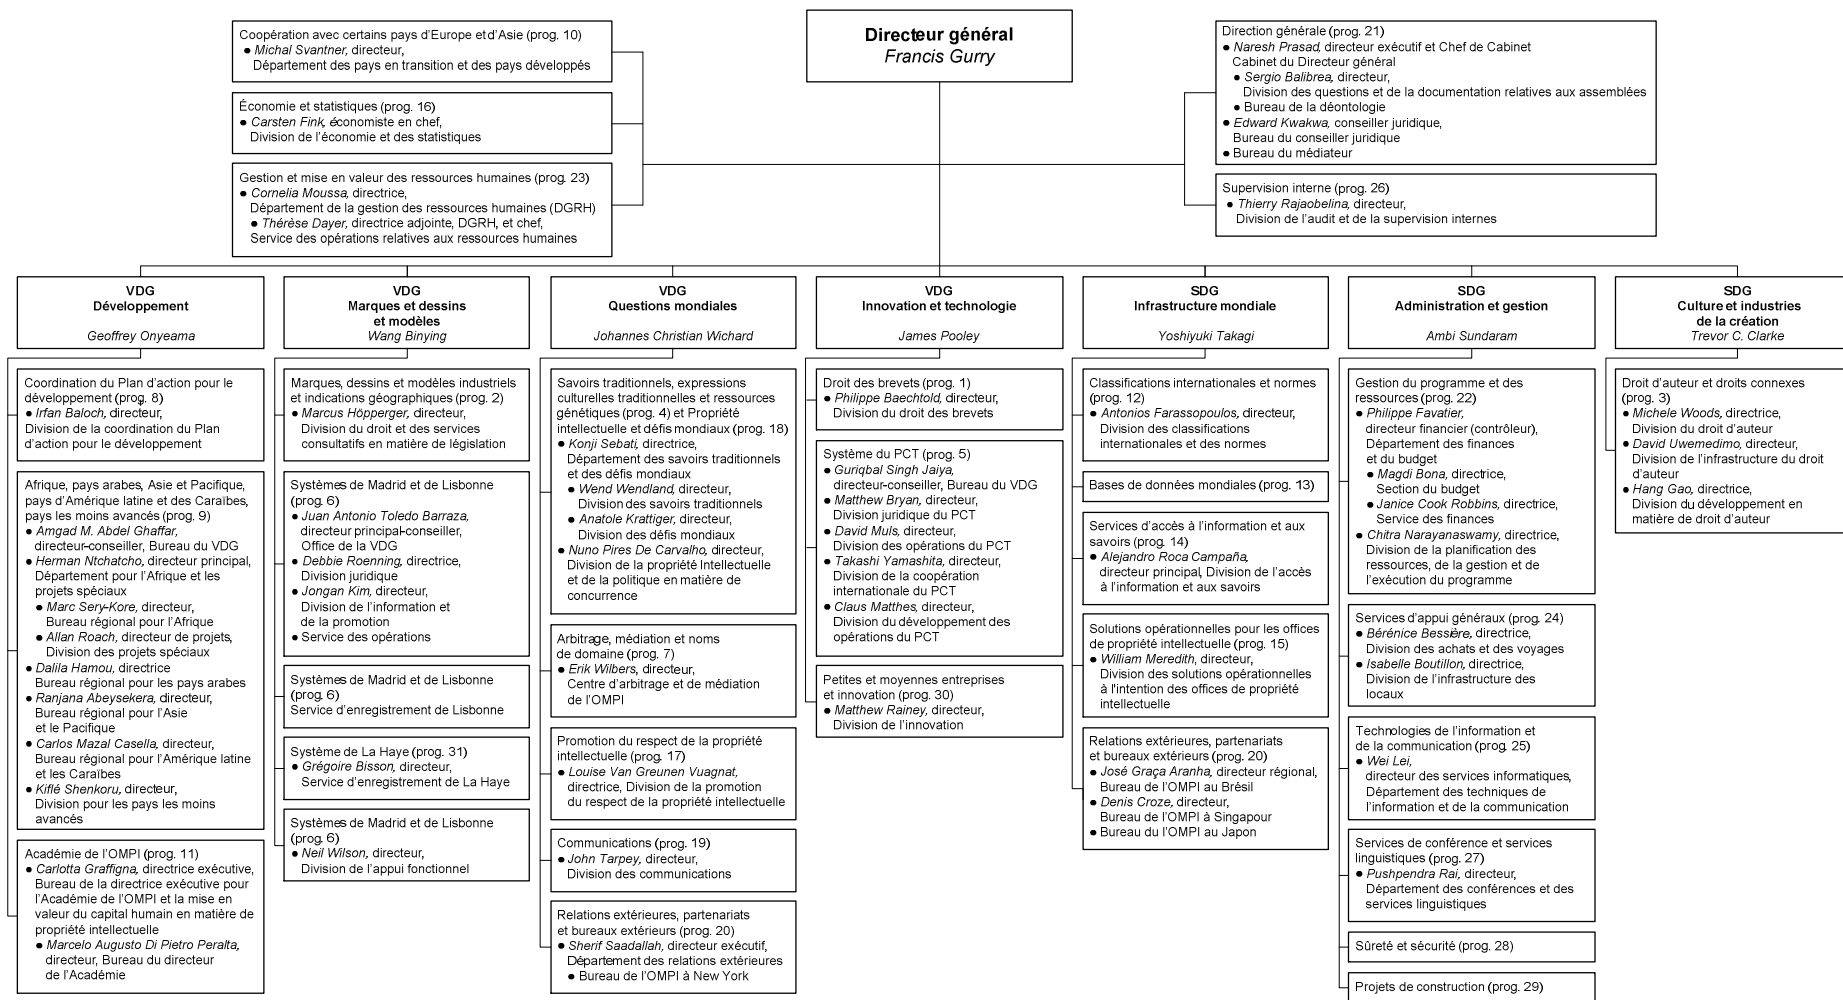 Directeur général
Francis Gurry
Coopération avec certains pays d'Europe et d'Asie (prog. 10)
● Michal Svantner, directeur,
Département des pays en transition et des pays développés
Économie et statistiques (prog. 16)
● Carsten Fink, économiste en chef,
Division de l'économie et des statistiques
Gestion et mise en valeur des ressources humaines (prog. 23)
● Cornelia Moussa, directrice,
Département de la gestion des ressources humaines (DGRH)
● Thérèse Dayer, directrice adjointe, DGRH, et chef,
Service des opérations relatives aux ressources humaines
Direction générale (prog. 21)
● Naresh Prasad, directeur exécutif et Chef de Cabinet
Cabinet du Directeur général
● Sergio Balibrea, directeur,
Division des questions et de la documentation relatives aux assemblées
● Bureau de la déontologie
● Edward Kwakwa, conseiller juridique,
Bureau du conseiller juridique
● Bureau du médiateur
Supervision interne (prog. 26)
● Thierry Rajaobelina, directeur,
Division de l'audit et de la supervision internes
VDG
Développement
Geoffrey Onyeama
Coordination du Plan d'action pour le
développement (prog. 8)
● Irfan Baloch, directeur,
Division de la coordination du Plan
d'action pour le développement
Afrique, pays arabes, Asie et Pacifique,
pays d'Amérique latine et des Caraïbes,
pays les moins avancés (prog. 9)
● Amgad M. Abdel Ghaffar,
directeur-conseiller, Bureau du VDG
● Herman Ntchatcho, directeur principal,
Département pour l'Afrique et les
projets spéciaux
● Marc Sery-Kore, directeur,
Bureau régional pour l'Afrique
● Allan Roach, directeur de projets,
Division des projets spéciaux
● Dalila Hamou, directrice
Bureau régional pour les pays arabes
● Ranjana Abeysekera, directeur,
Bureau régional pour l'Asie
et le Pacifique
● Carlos Mazal Casella, directeur,
Bureau régional pour l'Amérique latine
et les Caraïbes
● Kiflé Shenkoru, directeur,
Division pour les pays les moins
avancés
Académie de l'OMPI (prog. 11)
● Carlotta Graffigna, directrice exécutive,
Bureau de la directrice exécutive pour
l'Académie de l'OMPI et la mise en
valeur du capital humain en matière de
propriété intellectuelle
● Marcelo Augusto Di Pietro Peralta,
directeur, Bureau du directeur
de l'Académie
VDG
Marques et dessins
et modèles
Wang Binying
Marques, dessins et modèles industriels
et indications géographiques (prog. 2)
● Marcus Höpperger, directeur,
Division du droit et des services
consultatifs en matière de législation
Systèmes de Madrid et de Lisbonne
(prog. 6)
● Juan Antonio Toledo Barraza,
directeur principal-conseiller,
Office de la VDG
● Debbie Roenning, directrice,
Division juridique
● Jongan Kim, directeur,
Division de l'information et
de la promotion
● Service des opérations
Systèmes de Madrid et de Lisbonne
(prog. 6)
Service d'enregistrement de Lisbonne
Système de La Haye (prog. 31)
● Grégoire Bisson, directeur,
Service d'enregistrement de La Haye
Systèmes de Madrid et de Lisbonne
(prog. 6)
● Neil Wilson, directeur,
Division de l'appui fonctionnel
VDG
Questions mondiales
Johannes Christian Wichard
Savoirs traditionnels, expressions
culturelles traditionnelles et ressources
génétiques (prog. 4) et Propriété
intellectuelle et défis mondiaux (prog. 18)
● Konji Sebati, directrice,
Département des savoirs traditionnels
et des défis mondiaux
● Wend Wendland, directeur,
Division des savoirs traditionnels
● Anatole Krattiger, directeur,
Division des défis mondiaux
● Nuno Pires De Carvalho, directeur,
Division de la propriété Intellectuelle
et de la politique en matière de
concurrence
Arbitrage, médiation et noms
de domaine (prog. 7)
● Erik Wilbers, directeur,
Centre d'arbitrage et de médiation
de l'OMPI
Promotion du respect de la propriété
intellectuelle (prog. 17)
● Louise Van Greunen Vuagnat,
directrice, Division de la promotion
du respect de la propriété intellectuelle
Communications (prog. 19)
● John Tarpey, directeur,
Division des communications
Relations extérieures, partenariats
et bureaux extérieurs (prog. 20)
● Sherif Saadallah, directeur exécutif,
Département des relations extérieures
● Bureau de l'OMPI à New York
VDG
Innovation et technologie
James Pooley
Droit des brevets (prog. 1)
● Philippe Baechtold, directeur,
Division du droit des brevets
Système du PCT (prog. 5)
● Guriqbal Singh Jaiya,
directeur-conseiller, Bureau du VDG
● Matthew Bryan, directeur,
Division juridique du PCT
● David Muls, directeur,
Division des opérations du PCT
● Takashi Yamashita, directeur,
Division de la coopération
internationale du PCT
● Claus Matthes, directeur,
Division du développement des
opérations du PCT
Petites et moyennes entreprises
et innovation (prog. 30)
● Matthew Rainey, directeur,
Division de l'innovation
SDG
Infrastructure mondiale
Yoshiyuki Takagi
Classifications internationales et normes
(prog. 12)
● Antonios Farassopoulos, directeur,
Division des classifications
internationales et des normes
Bases de données mondiales (prog. 13)
Services d'accès à l'information et aux
savoirs (prog. 14)
● Alejandro Roca Campaña,
directeur principal, Division de l'accès
à l'information et aux savoirs
Solutions opérationnelles pour les offices
de propriété intellectuelle (prog. 15)
● William Meredith, directeur,
Division des solutions opérationnelles
à l'intention des offices de propriété
intellectuelle
Relations extérieures, partenariats
et bureaux extérieurs (prog. 20)
● José Graça Aranha, directeur régional,
Bureau de l'OMPI au Brésil
● Denis Croze, directeur,
Bureau de l'OMPI à Singapour
● Bureau du l'OMPI au Japon
SDG
Administration et gestion
Ambi Sundaram
Gestion du programme et des
ressources (prog. 22)
● Philippe Favatier,
directeur financier (contrôleur),
Département des finances
et du budget
● Magdi Bona, directrice,
Section du budget
● Janice Cook Robbins, directrice,
Service des finances
● Chitra Narayanaswamy, directrice,
Division de la planification des
ressources, de la gestion et de
l'exécution du programme
Services d'appui généraux (prog. 24)
● Bérénice Bessière, directrice,
Division des achats et des voyages
● Isabelle Boutillon, directrice,
Division de l'infrastructure des
locaux
Technologies de l'information et
de la communication (prog. 25)
● Wei Lei,
directeur des services informatiques,
Département des techniques de
l'information et de la communication
Services de conférence et services
linguistiques (prog. 27)
● Pushpendra Rai, directeur,
Département des conférences et des
services linguistiques
Sûreté et sécurité (prog. 28)
Projets de construction (prog. 29)
SDG
Culture et industries
de la création
Trevor C. Clarke
Droit d'auteur et droits connexes
(prog. 3)
● Michele Woods, directrice,
Division du droit d'auteur
● David Uwemedimo, directeur,
Division de l'infrastructure du droit
d'auteur
● Hang Gao, directrice,
Division du développement en
matière de droit d'auteur